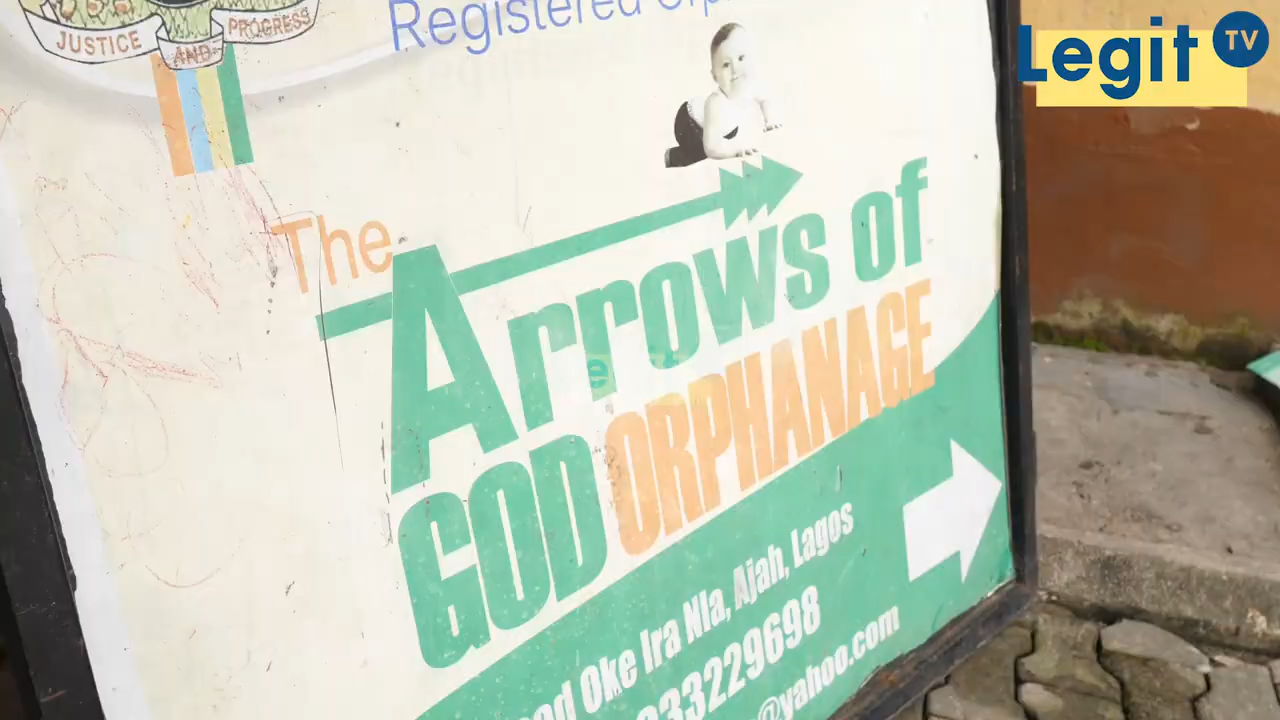 JUSTICE AND PROGRESS
Registered
Legit TV
The
Arrows of
GOD ORPHANAGE
Oke Ira Nla, Ajah, Lagos
33229698
@yahoo.com